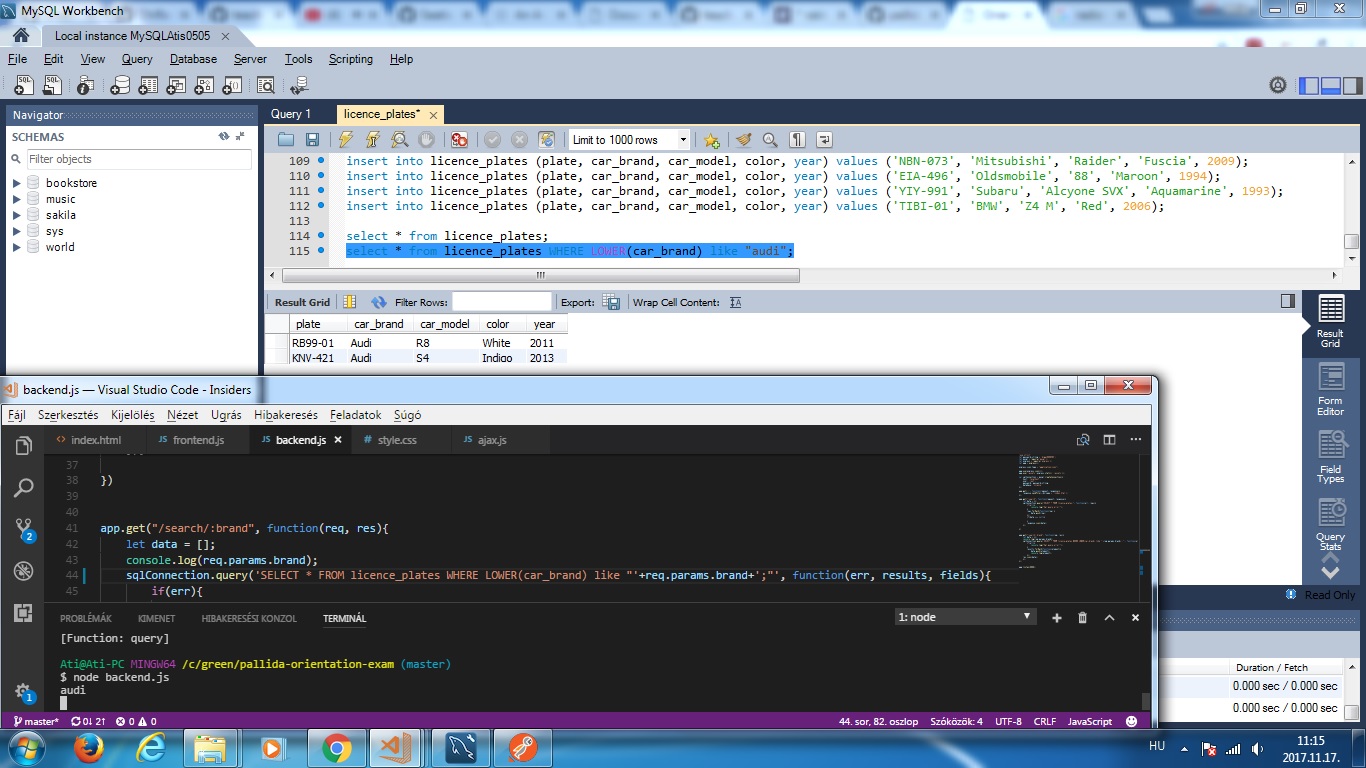 MySQL Workbench
Local instance MySQLAtis0505 ×
File Edit View Query Database Server Tools Scripting Help
Navigator
SCHEMAS
Filter objects
bookstore
music
sakila
sys
world
Query 1 licence_plates* ×
Limit to 1000 rows
109 insert into licence_plates (plate, car_brand, car_model, color, year) values ('NBN-073', 'Mitsubishi', 'Raider', 'Fuscia', 2009);
110 insert into licence_plates (plate, car_brand, car_model, color, year) values ('EIA-496', 'Oldsmobile', '88', 'Maroon', 1994);
111 insert into licence_plates (plate, car_brand, car_model, color, year) values ('YIY-991', 'Subaru', 'Alcyone SVX', 'Aquamarine', 1993);
112 insert into licence_plates (plate, car_brand, car_model, color, year) values ('TIBI-01', 'BMW', 'Z4 M', 'Red', 2006);
113
114 select * from licence_plates;
115 select * from licence_plates WHERE LOWER(car_brand) like "audi";
Result Grid Filter Rows: Export: Wrap Cell Content:
plate car_brand car_model color year
RB99-01 Audi R8 White 2011
KNV-421 Audi S4 Indigo 2013
Result Grid
Form Editor
Field Types
Query Stats
Read Only
Duration / Fetch
0.000 sec / 0.000 sec
0.000 sec / 0.000 sec
backend.js — Visual Studio Code - Insiders
Fájl Szerkesztés Kijelölés Nézet Ugrás Hibakeresés Feladatok Súgó
index.html JS frontend.js JS backend.js × # style.css JS ajax.js
37
38 })
39
40
41 app.get("/search/:brand", function(req, res){
42 let data = [];
43 console.log(req.params.brand);
44 sqlConnection.query('SELECT * FROM licence_plates WHERE LOWER(car_brand) like "'+req.params.brand+';"', function(err, results, fields){
45 if(err){
PROBLÉMÁK KIMENET HIBAKERESÉSI KONZOL TERMINÁL 1: node
[Function: query]
Ati@Ati-PC MINGW64 /c/green/pallida-orientation-exam (master)
$ node backend.js
audi
2
1
master* 0↓ 2↑ 0 0 44. sor, 82. oszlop Szóközök: 4 UTF-8 CRLF JavaScript
HU 11:15
2017.11.17.